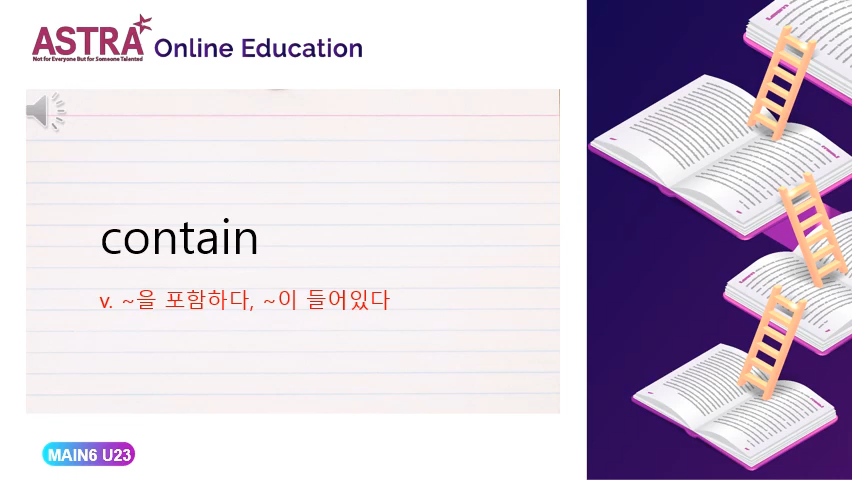 ASTRA
Not for Everyone But for Someone Talented
Online Education
contain
v. ~을 포함하다, ~이 들어있다
MAIN6 U23